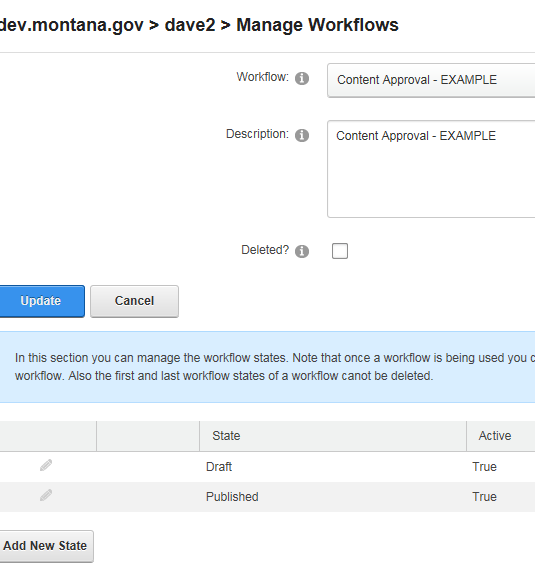 dev.montana.gov > dave2 > Manage Workflows
Workflow:
Content Approval - EXAMPLE
Description:
Content Approval - EXAMPLE
Deleted?
Update
Cancel
In this section you can manage the workflow states. Note that once a workflow is being used you c
workflow. Also the first and last workflow states of a workflow canot be deleted.
State Active
Draft True
Published True
Add New State